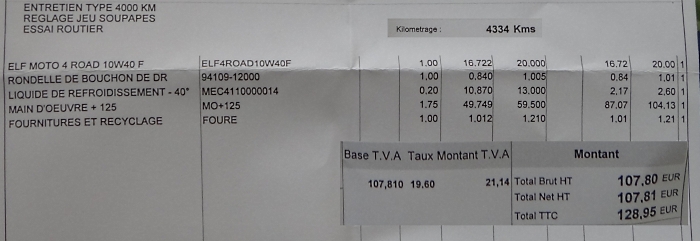 ENTRETIEN TYPE 4000 KM
REGLAGE JEU SOUPAPES
ESSAI ROUTIER
Kilometrage : 4334 Kms
ELF MOTO 4 ROAD 10W40 F ELF4ROAD10W40F 1.00 16.722 20.000 16.72 20.00 1
RONDELLE DE BOUCHON DE DR 94109-12000 1,00 0.840 1.005 0.84 1.01 1
LIQUIDE DE REFROIDISSEMENT - 40° MEC4110000014 0.20 10,870 13,000 2,17 2,60 1
MAIN D'OEUVRE + 125 MO+125 1.75 49,749 59,500 87,07 104,13 1
FOURNITURES ET RECYCLAGE FOURE 1.00 1,012 1,210 1,01 1,21 1
Base T.V.A Taux Montant T.V.A Montant
107,810 19,60 21,14 Total Brut HT 107,80 EUR
Total Net HT 107,81 EUR
Total TTC 128,95 EUR